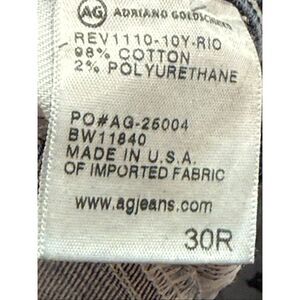 AG ADRIANO GOLDSCHMIED
REV1110-10Y-RIO
98% COTTON
2% POLYURETHANE
PO#AG-25004
BW11840
MADE IN U.S.A.
OF IMPORTED FABRIC
www.agjeans.com
30R